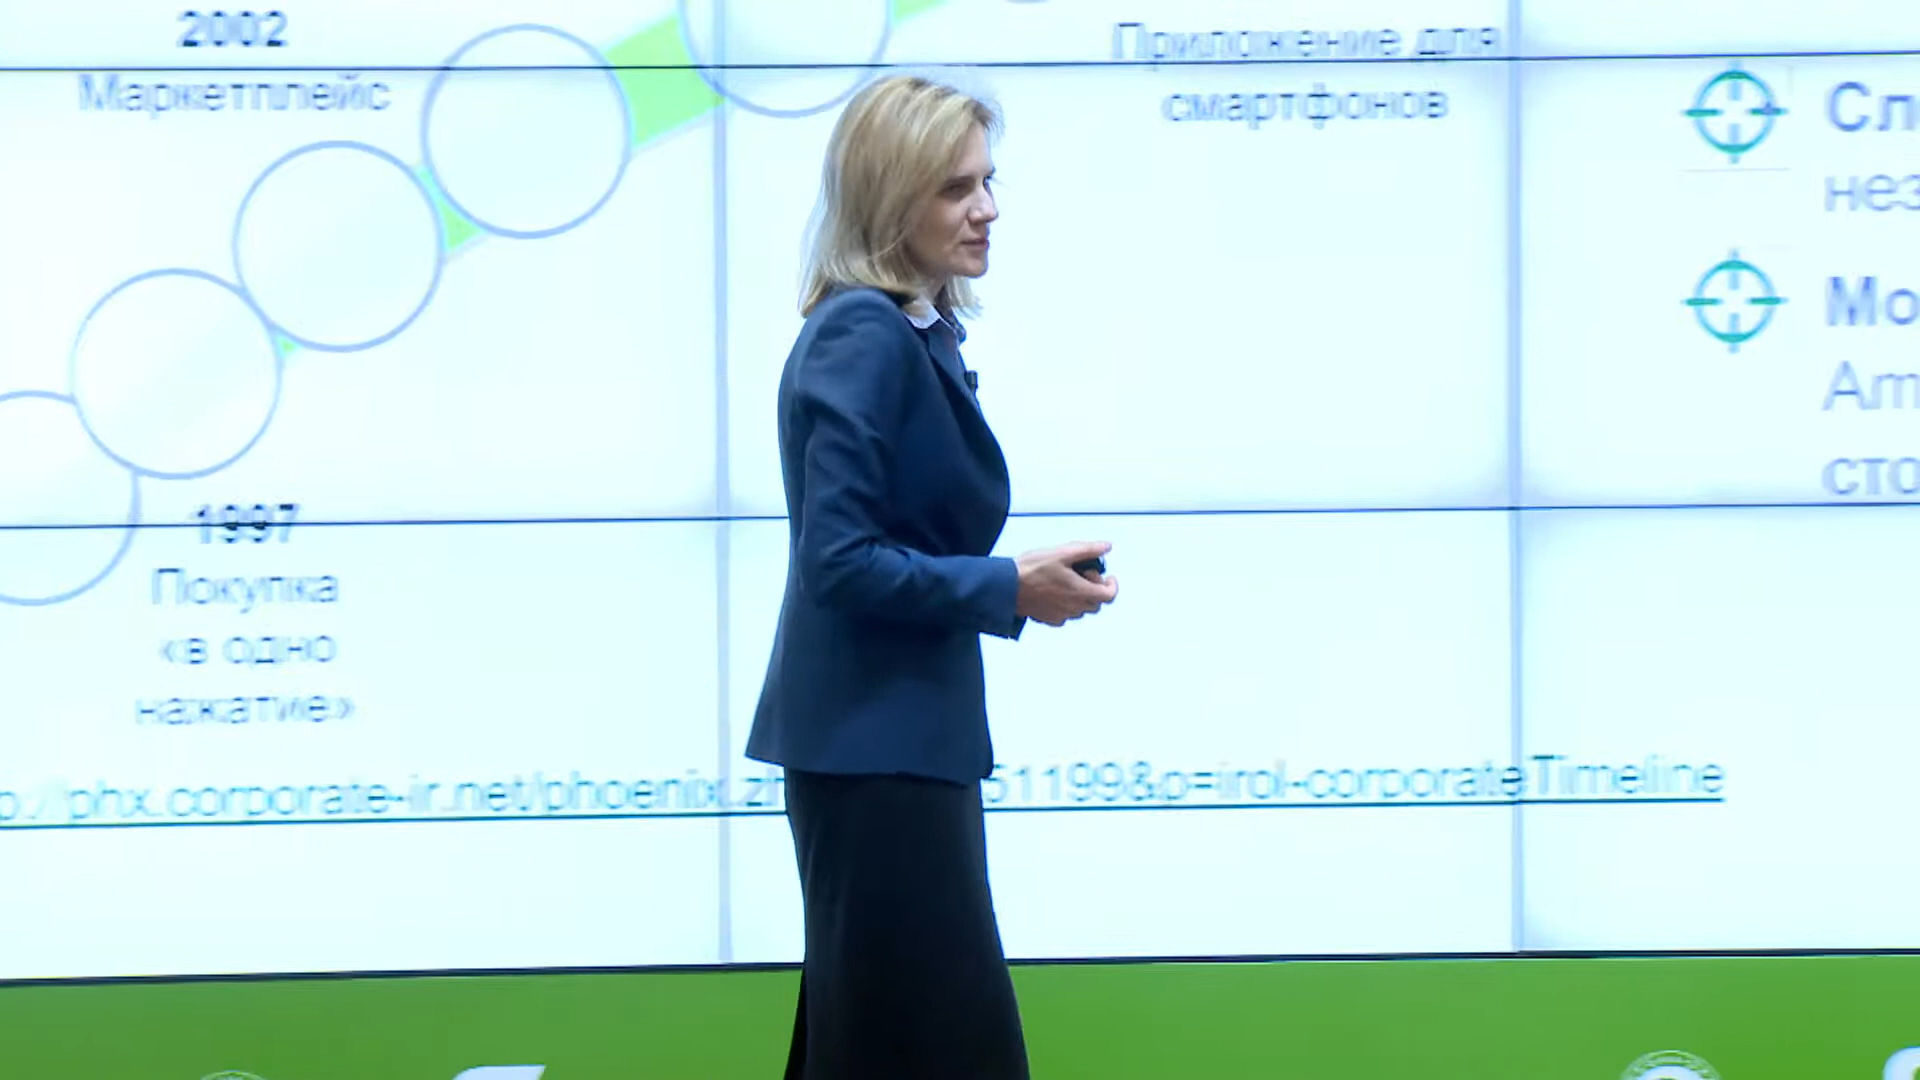 2002
Маркетплейс
1997
Покупка
«в одно
нажатие»
Приложение для
смартфонов
Сл
нез
Мо
Am
сто
p://phx.corporate-ir.net/phoenix.zh 51199&p=irol-corporateTimeline